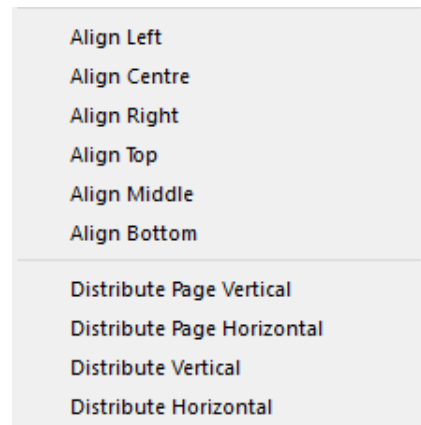 Align Left
Align Centre
Align Right
Align Top
Align Middle
Align Bottom
Distribute Page Vertical
Distribute Page Horizontal
Distribute Vertical
Distribute Horizontal